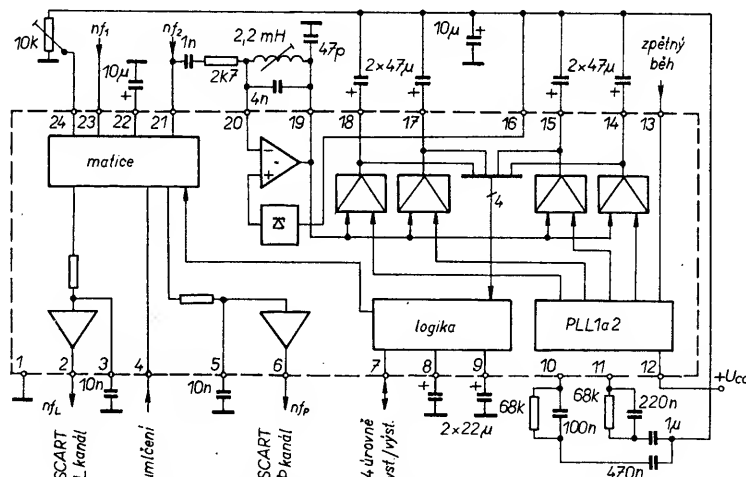 10k
nf₁
10µ
+
nf₂
1n
2k7
2,2 mH
4n
47p
2×47µ
+
+
10µ
+
2×47µ
+
+
zpětný
běh
24
23
22
21
20
19
18
17
16
15
14
13
matice
−
+
-
4
logika
PLL1a2
1
2
3
4
5
6
7
8
9
10
11
12
10n
10n
nf_L
nf_P
SCART
L kanál
umlčení
SCART
kanál
4 úrovně
vst/výst.
+
+
2×22µ
68k
100n
68k
220n
1µ
470n
+Ucc